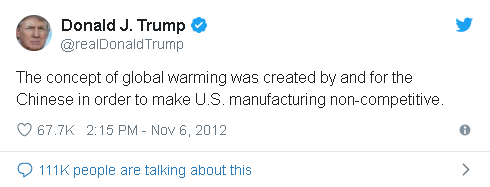 Donald J. Trump
@realDonaldTrump
The concept of global warming was created by and for the
Chinese in order to make U.S. manufacturing non-competitive.
67.7K 2:15 PM - Nov 6, 2012
111K people are talking about this